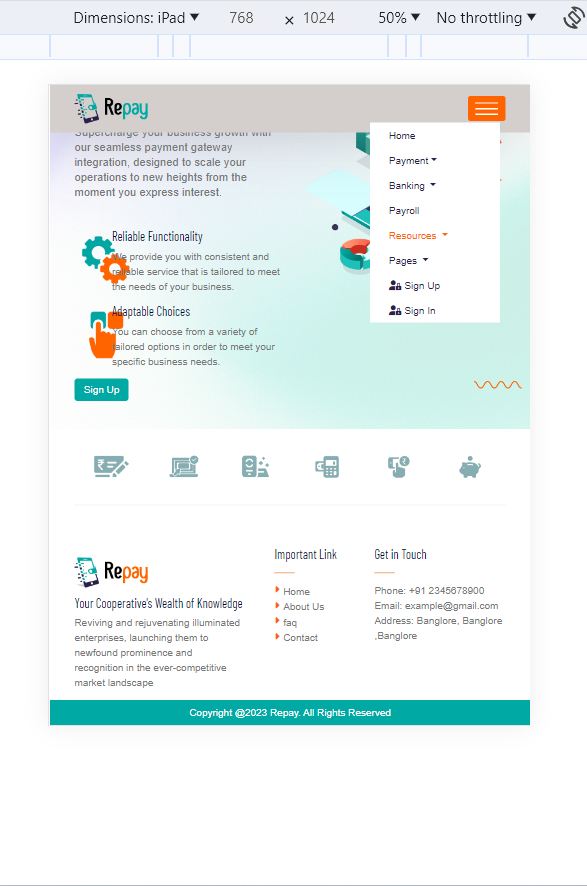 Dimensions: iPad ▼ 768 × 1024 50% ▼ No throttling ▼
Repay
Home
Payment
Banking
Payroll
Resources
Pages
Sign Up
Sign In
Supercharge your business growth with
our seamless payment gateway
integration, designed to scale your
operations to new heights from the
moment you express interest.
Reliable Functionality
We provide you with consistent and
reliable service that is tailored to meet
the needs of your business.
Adaptable Choices
You can choose from a variety of
tailored options in order to meet your
specific business needs.
Sign Up
Repay
Your Cooperative's Wealth of Knowledge
Reviving and rejuvenating illuminated
enterprises, launching them to
newfound prominence and
recognition in the ever-competitive
market landscape
Important Link
Home
About Us
faq
Contact
Get in Touch
Phone: +91 2345678900
Email: example@gmail.com
Address: Banglore, Banglore
,Banglore
Copyright @2023 Repay. All Rights Reserved